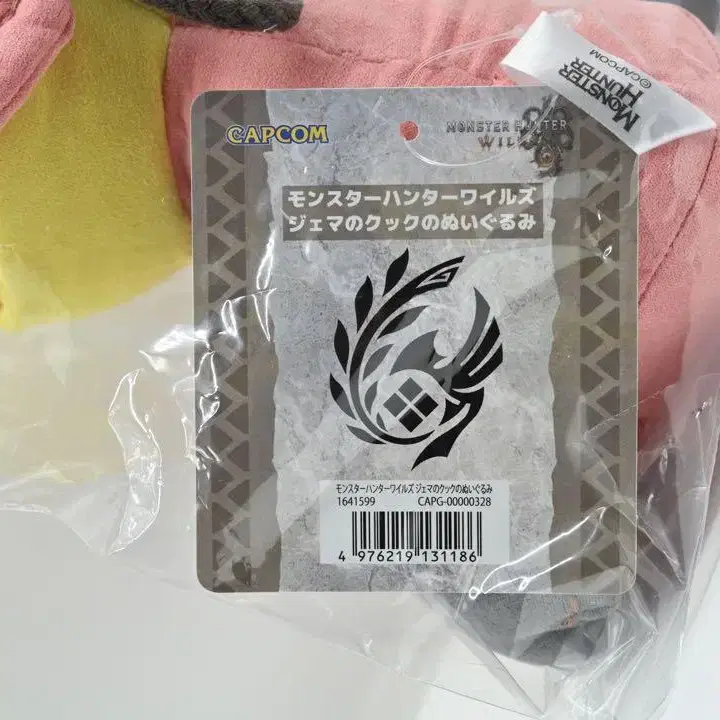 CAPCOM
MONSTER HUNTER
WILDS
MONSTER
HUNTER
©CAPCOM
モンスターハンターワイルズ
ジェマのクックのぬいぐるみ
モンスターハンターワイルズ ジェマのクックのぬいぐるみ
1641599 CAPG-00000328
4 976219 131186